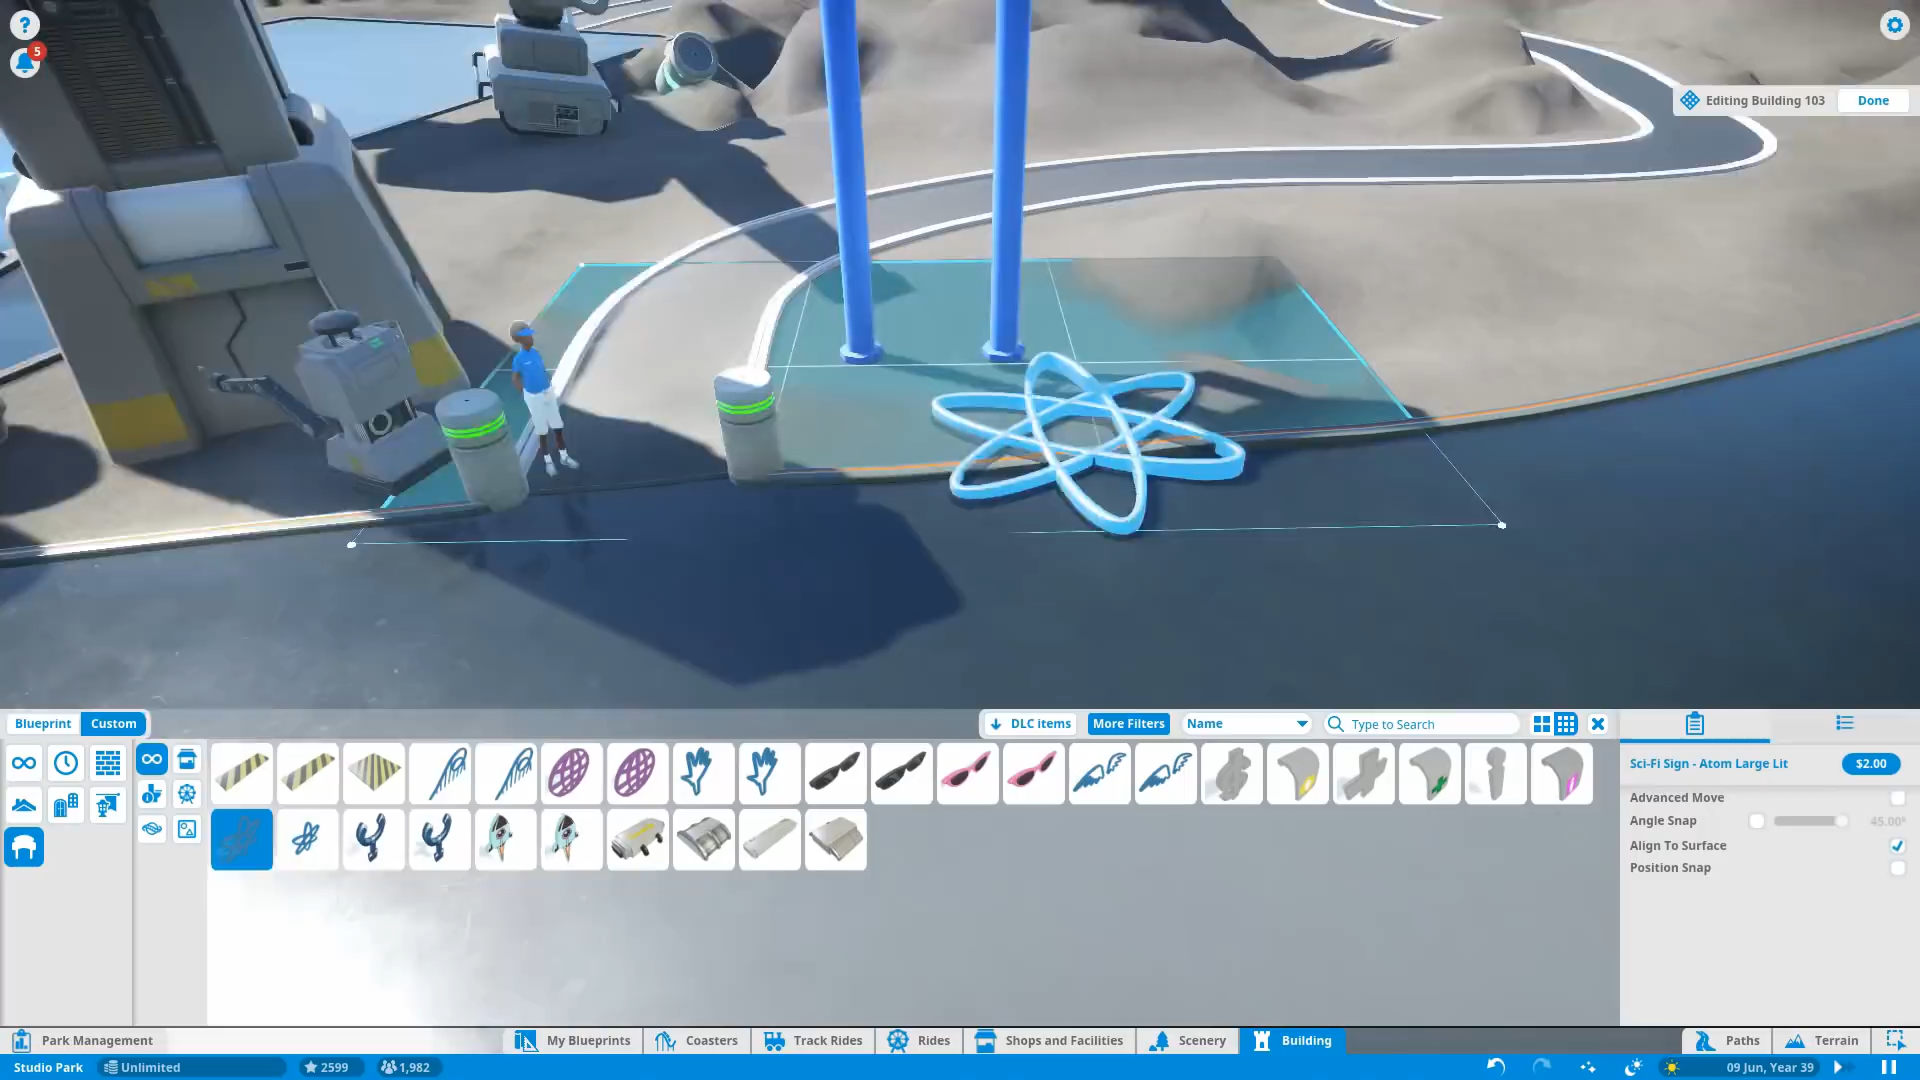 ?
5
Editing Building 103 Done
Blueprint Custom
DLC items More Filters Name Type to Search
Sci-Fi Sign - Atom Large Lit $2.00
Advanced Move
Angle Snap 45.00°
Align To Surface
Position Snap
Park Management My Blueprints Coasters Track Rides Rides Shops and Facilities Scenery Building Paths Terrain
Studio Park Unlimited 2599 1,982 09 Jun, Year 39